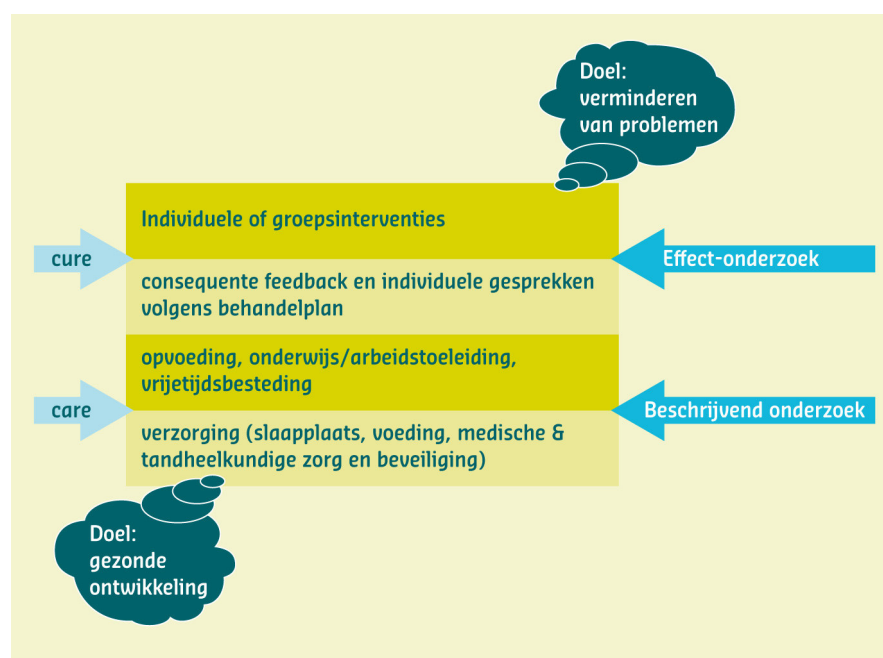 Doel:
verminderen
van problemen
Individuele of groepsinterventies
cure
Effect-onderzoek
consequente feedback en individuele gesprekken
volgens behandelplan
opvoeding, onderwijs/arbeidstoeleiding,
vrijetijdsbesteding
care
Beschrijvend onderzoek
verzorging (slaapplaats, voeding, medische &
tandheelkundige zorg en beveiliging)
Doel:
gezonde
ontwikkeling